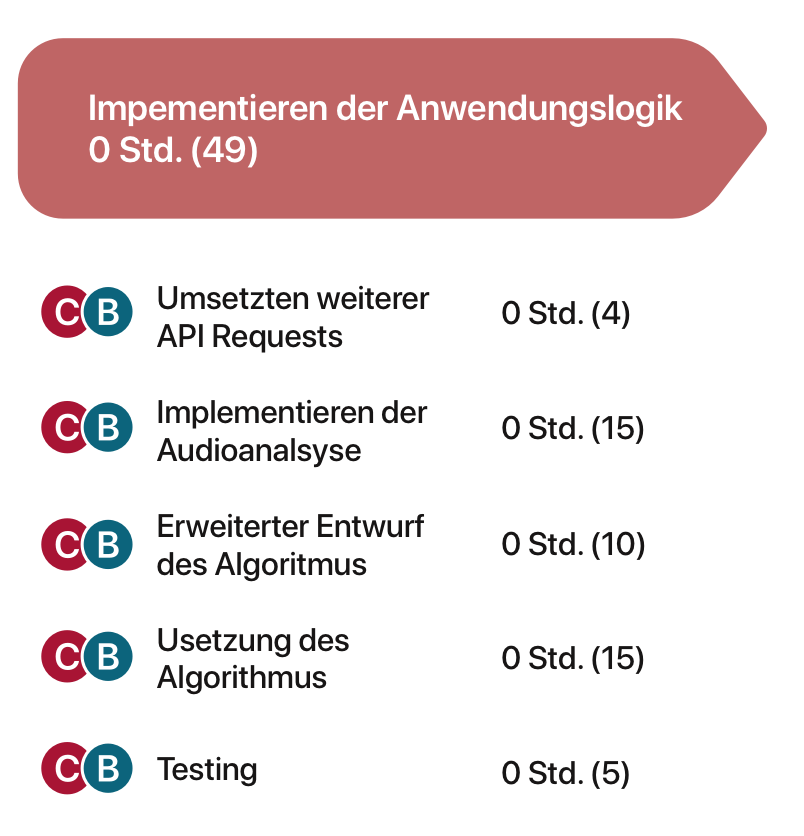 Impementieren der Anwendungslogik
0 Std. (49)
C B Umsetzten weiterer
API Requests
0 Std. (4)
C B Implementieren der
Audioanalsyse
0 Std. (15)
C B Erweiterter Entwurf
des Algoritmus
0 Std. (10)
C B Usetzung des
Algorithmus
0 Std. (15)
C B Testing
0 Std. (5)